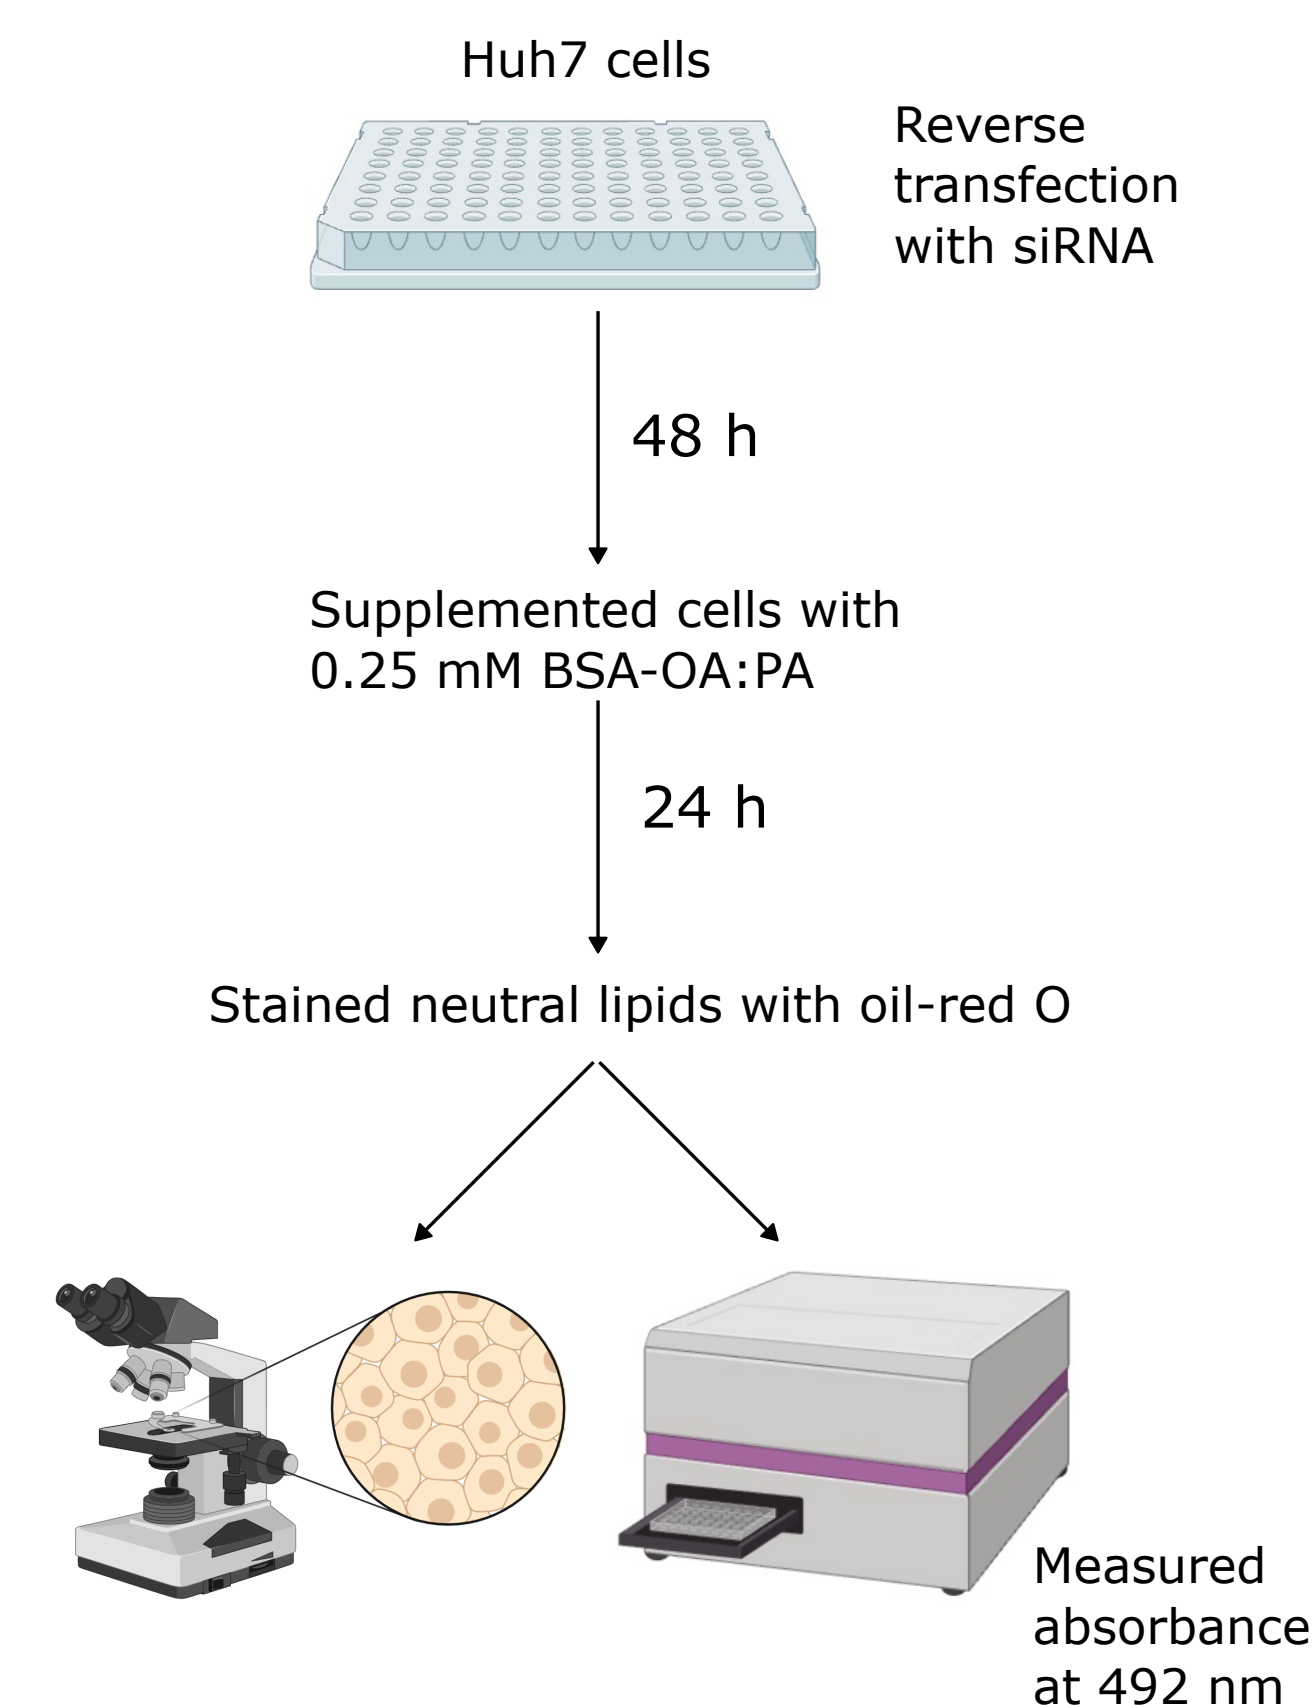 Huh7 cells
Reverse
transfection
with siRNA
48 h
Supplemented cells with
0.25 mM BSA-OA:PA
24 h
Stained neutral lipids with oil-red O
Measured
absorbance
at 492 nm